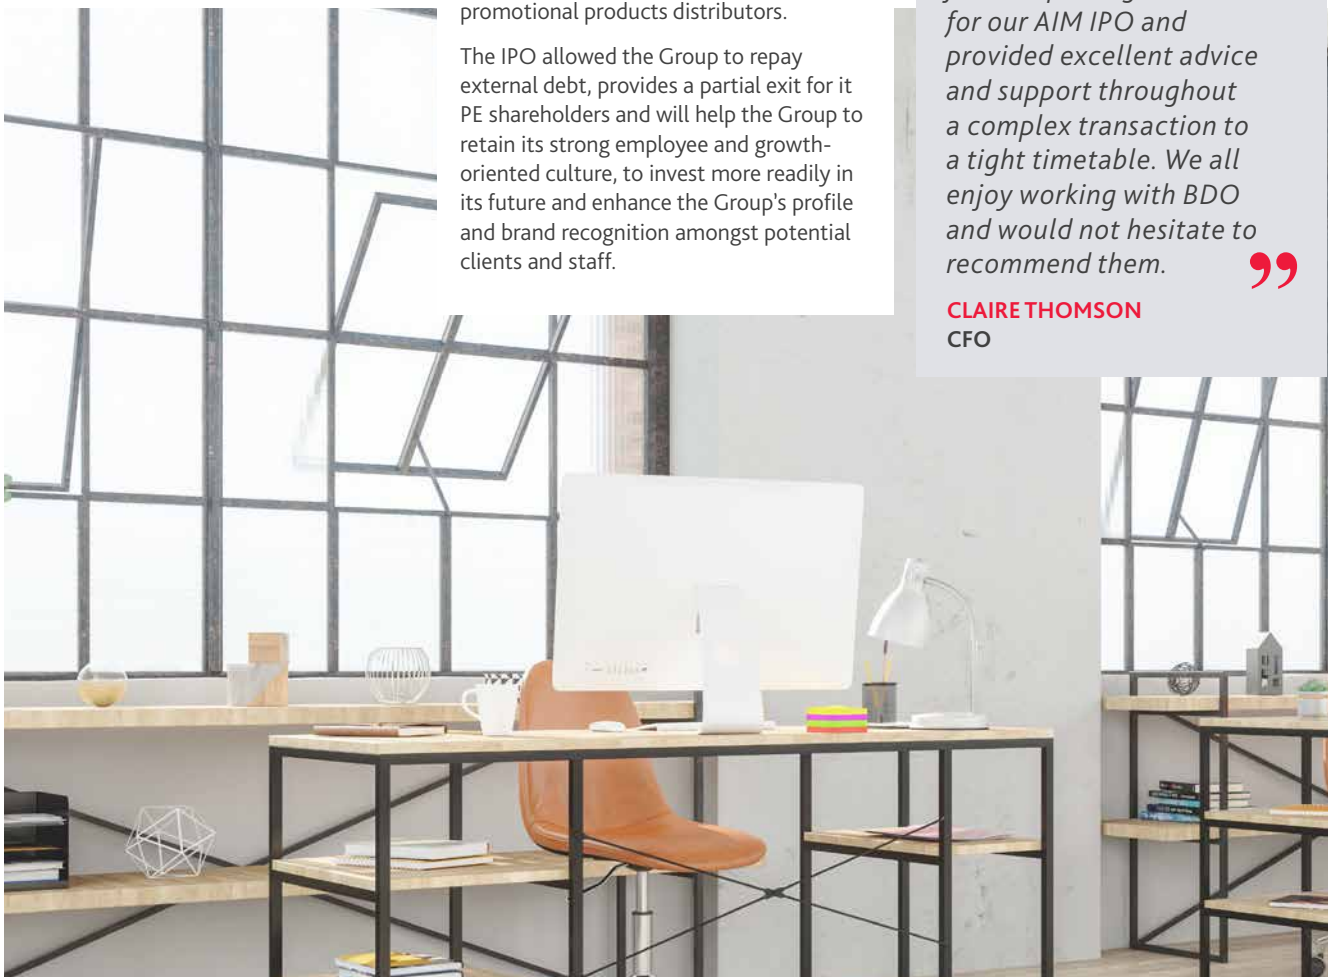 promotional products distributors.
The IPO allowed the Group to repay
external debt, provides a partial exit for it
PE shareholders and will help the Group to
retain its strong employee and growth-
oriented culture, to invest more readily in
its future and enhance the Group's profile
and brand recognition amongst potential
clients and staff.
for our AIM IPO and
provided excellent advice
and support throughout
a complex transaction to
a tight timetable. We all
enjoy working with BDO
and would not hesitate to
recommend them. ”
CLAIRE THOMSON
CFO